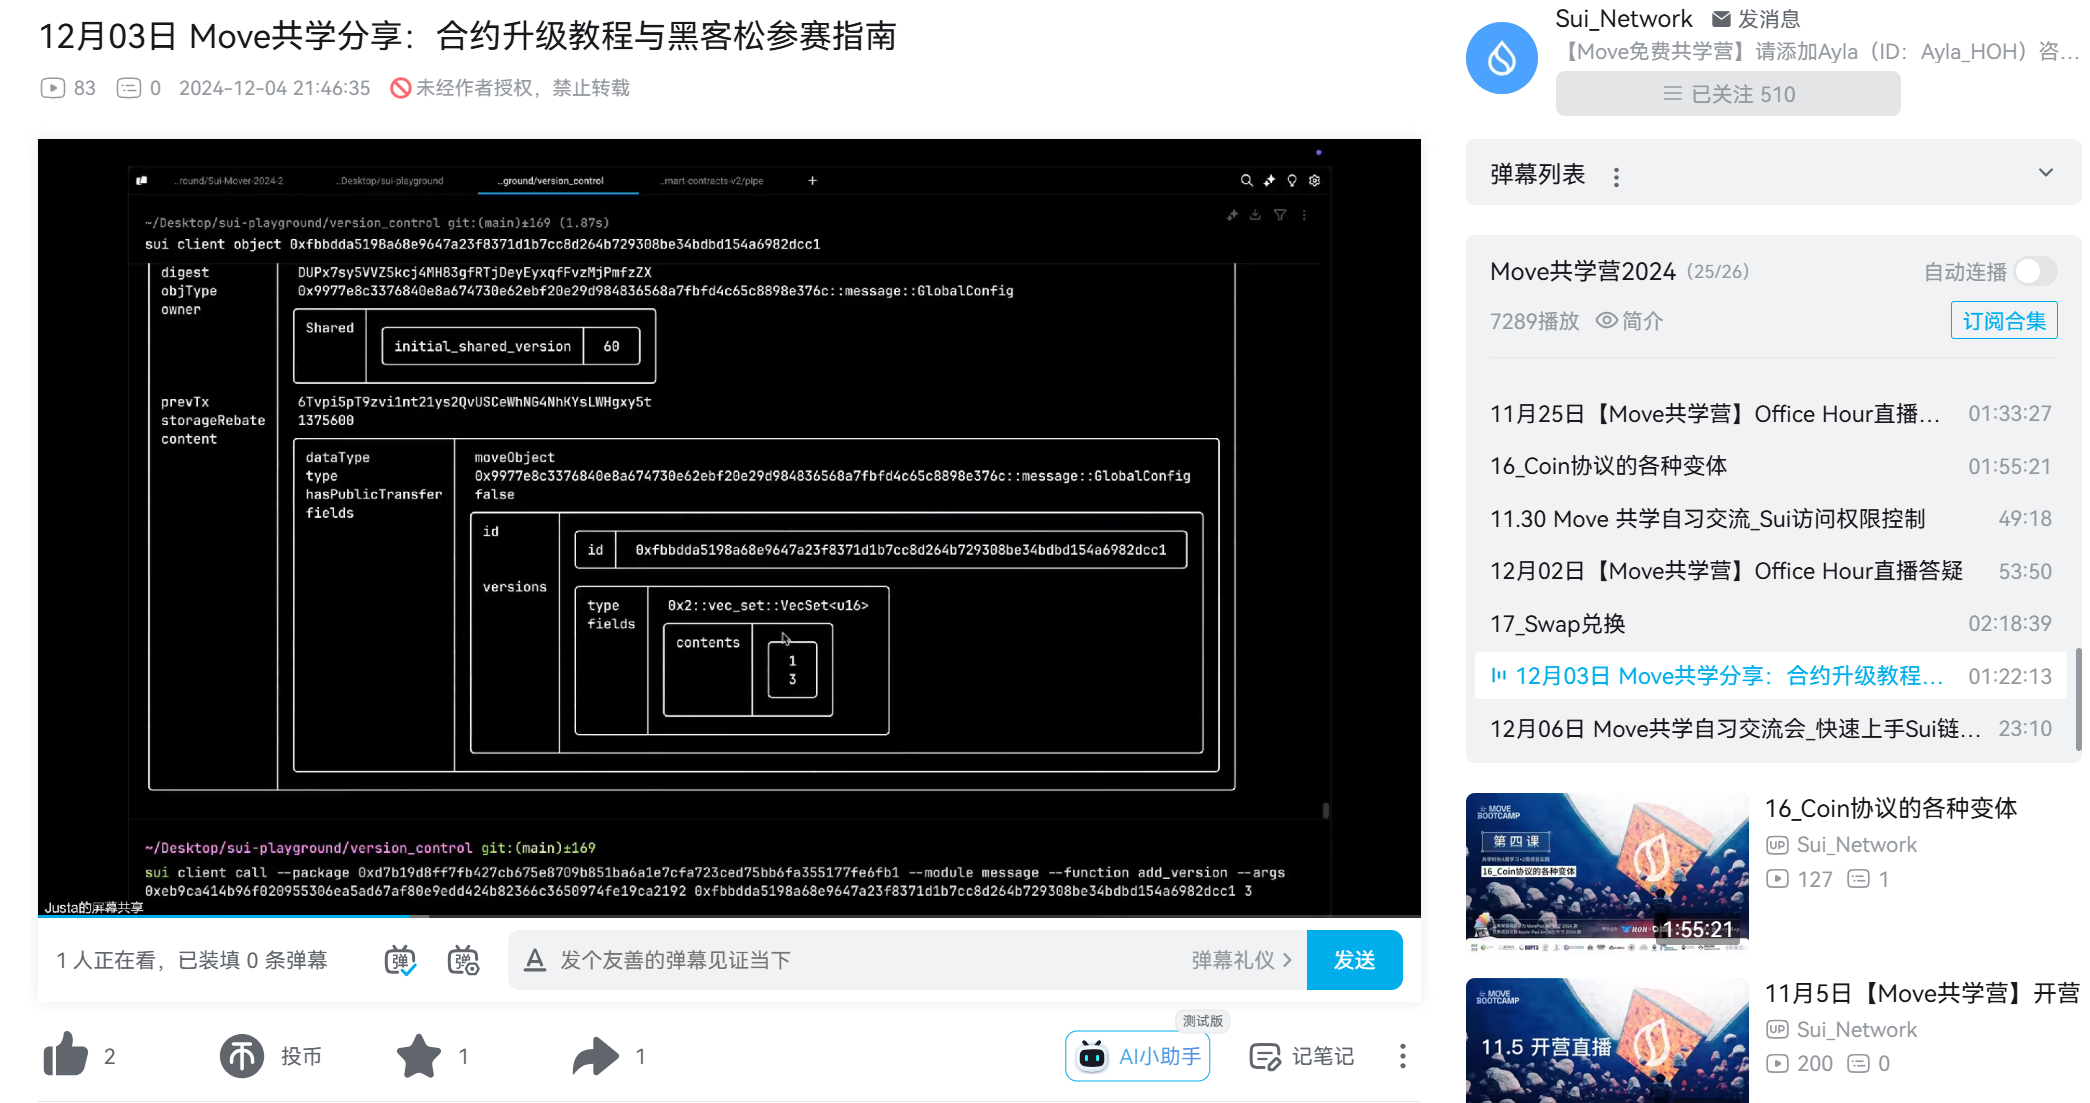 12月03日 Move共学分享：合约升级教程与黑客松参赛指南
83 0 2024-12-04 21:46:35 未经作者授权，禁止转载
..round/Sui-Mover-2024-2 ..Desktop/sui-playground ..ground/version_control ..mart-contracts-v2/pipe +
~/Desktop/sui-playground/version_control git:(main)±169 (1.87s)
sui client object 0xfbbdda5198a68e9647a23f8371d1b7cc8d264b729308be34bdbd154a6982dcc1
digest DUPx7sy5VVZ5kcj4MH83gfRTjDeyEyxqfFvzMjPmfzZX
objType 0x9977e8c3376840e8a674730e62ebf20e29d984836568a7fbfd4c65c8898e376c::message::GlobalConfig
owner
Shared
initial_shared_version 60
prevTx 6Tvpi5pT9zvi1nt21ys2QvUSCeWhNG4NhKYsLWHgxy5t
storageRebate 1375600
content
dataType moveObject
type 0x9977e8c3376840e8a674730e62ebf20e29d984836568a7fbfd4c65c8898e376c::message::GlobalConfig
hasPublicTransfer false
fields
id
id 0xfbbdda5198a68e9647a23f8371d1b7cc8d264b729308be34bdbd154a6982dcc1
versions
type 0x2::vec_set::VecSet<u16>
fields
contents
1
3
~/Desktop/sui-playground/version_control git:(main)±169
sui client call --package 0xd7b19d8ff7fb427cb675e8709b851ba6a1e7cfa723ced75bb6fa355177fe6fb1 --module message --function add_version --args
0xeb9ca414b96f020955306ea5ad67af80e9edd424b82366c3650974fe19ca2192 0xfbbdda5198a68e9647a23f8371d1b7cc8d264b729308be34bdbd154a6982dcc1 3
Justa的屏幕共享
1 人正在看，已装填 0 条弹幕 发个友善的弹幕见证当下 弹幕礼仪 发送
2 投币 1 1 测试版 AI小助手 记笔记
Sui_Network 发消息
【Move免费共学营】请添加Ayla（ID：Ayla_HOH）咨...
已关注 510
弹幕列表
Move共学营2024 (25/26) 自动连播
7289播放 简介 订阅合集
11月25日【Move共学营】Office Hour直播... 01:33:27
16_Coin协议的各种变体 01:55:21
11.30 Move 共学自习交流_Sui访问权限控制 49:18
12月02日【Move共学营】Office Hour直播答疑 53:50
17_Swap兑换 02:18:39
12月03日 Move共学分享：合约升级教程... 01:22:13
12月06日 Move共学自习交流会_快速上手Sui链... 23:10
MOVE BOOTCAMP
第四课
16_Coin协议的各种变体
1:55:21
16_Coin协议的各种变体
Sui_Network
127 1
MOVE BOOTCAMP
11.5 开营直播
11月5日【Move共学营】开营
Sui_Network
200 0